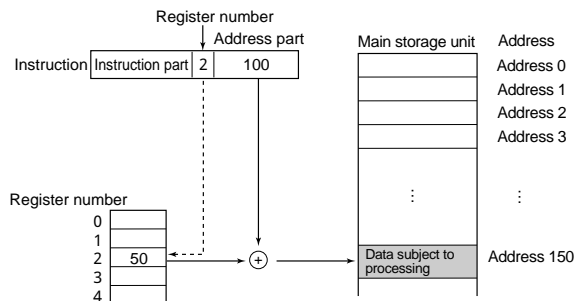 Register number
Address part
Instruction Instruction part 2 100
Main storage unit Address
Address 0
Address 1
Address 2
Address 3
⋮ ⋮
Register number
0
1
2 50
3
4
+
Data subject to
processing
Address 150